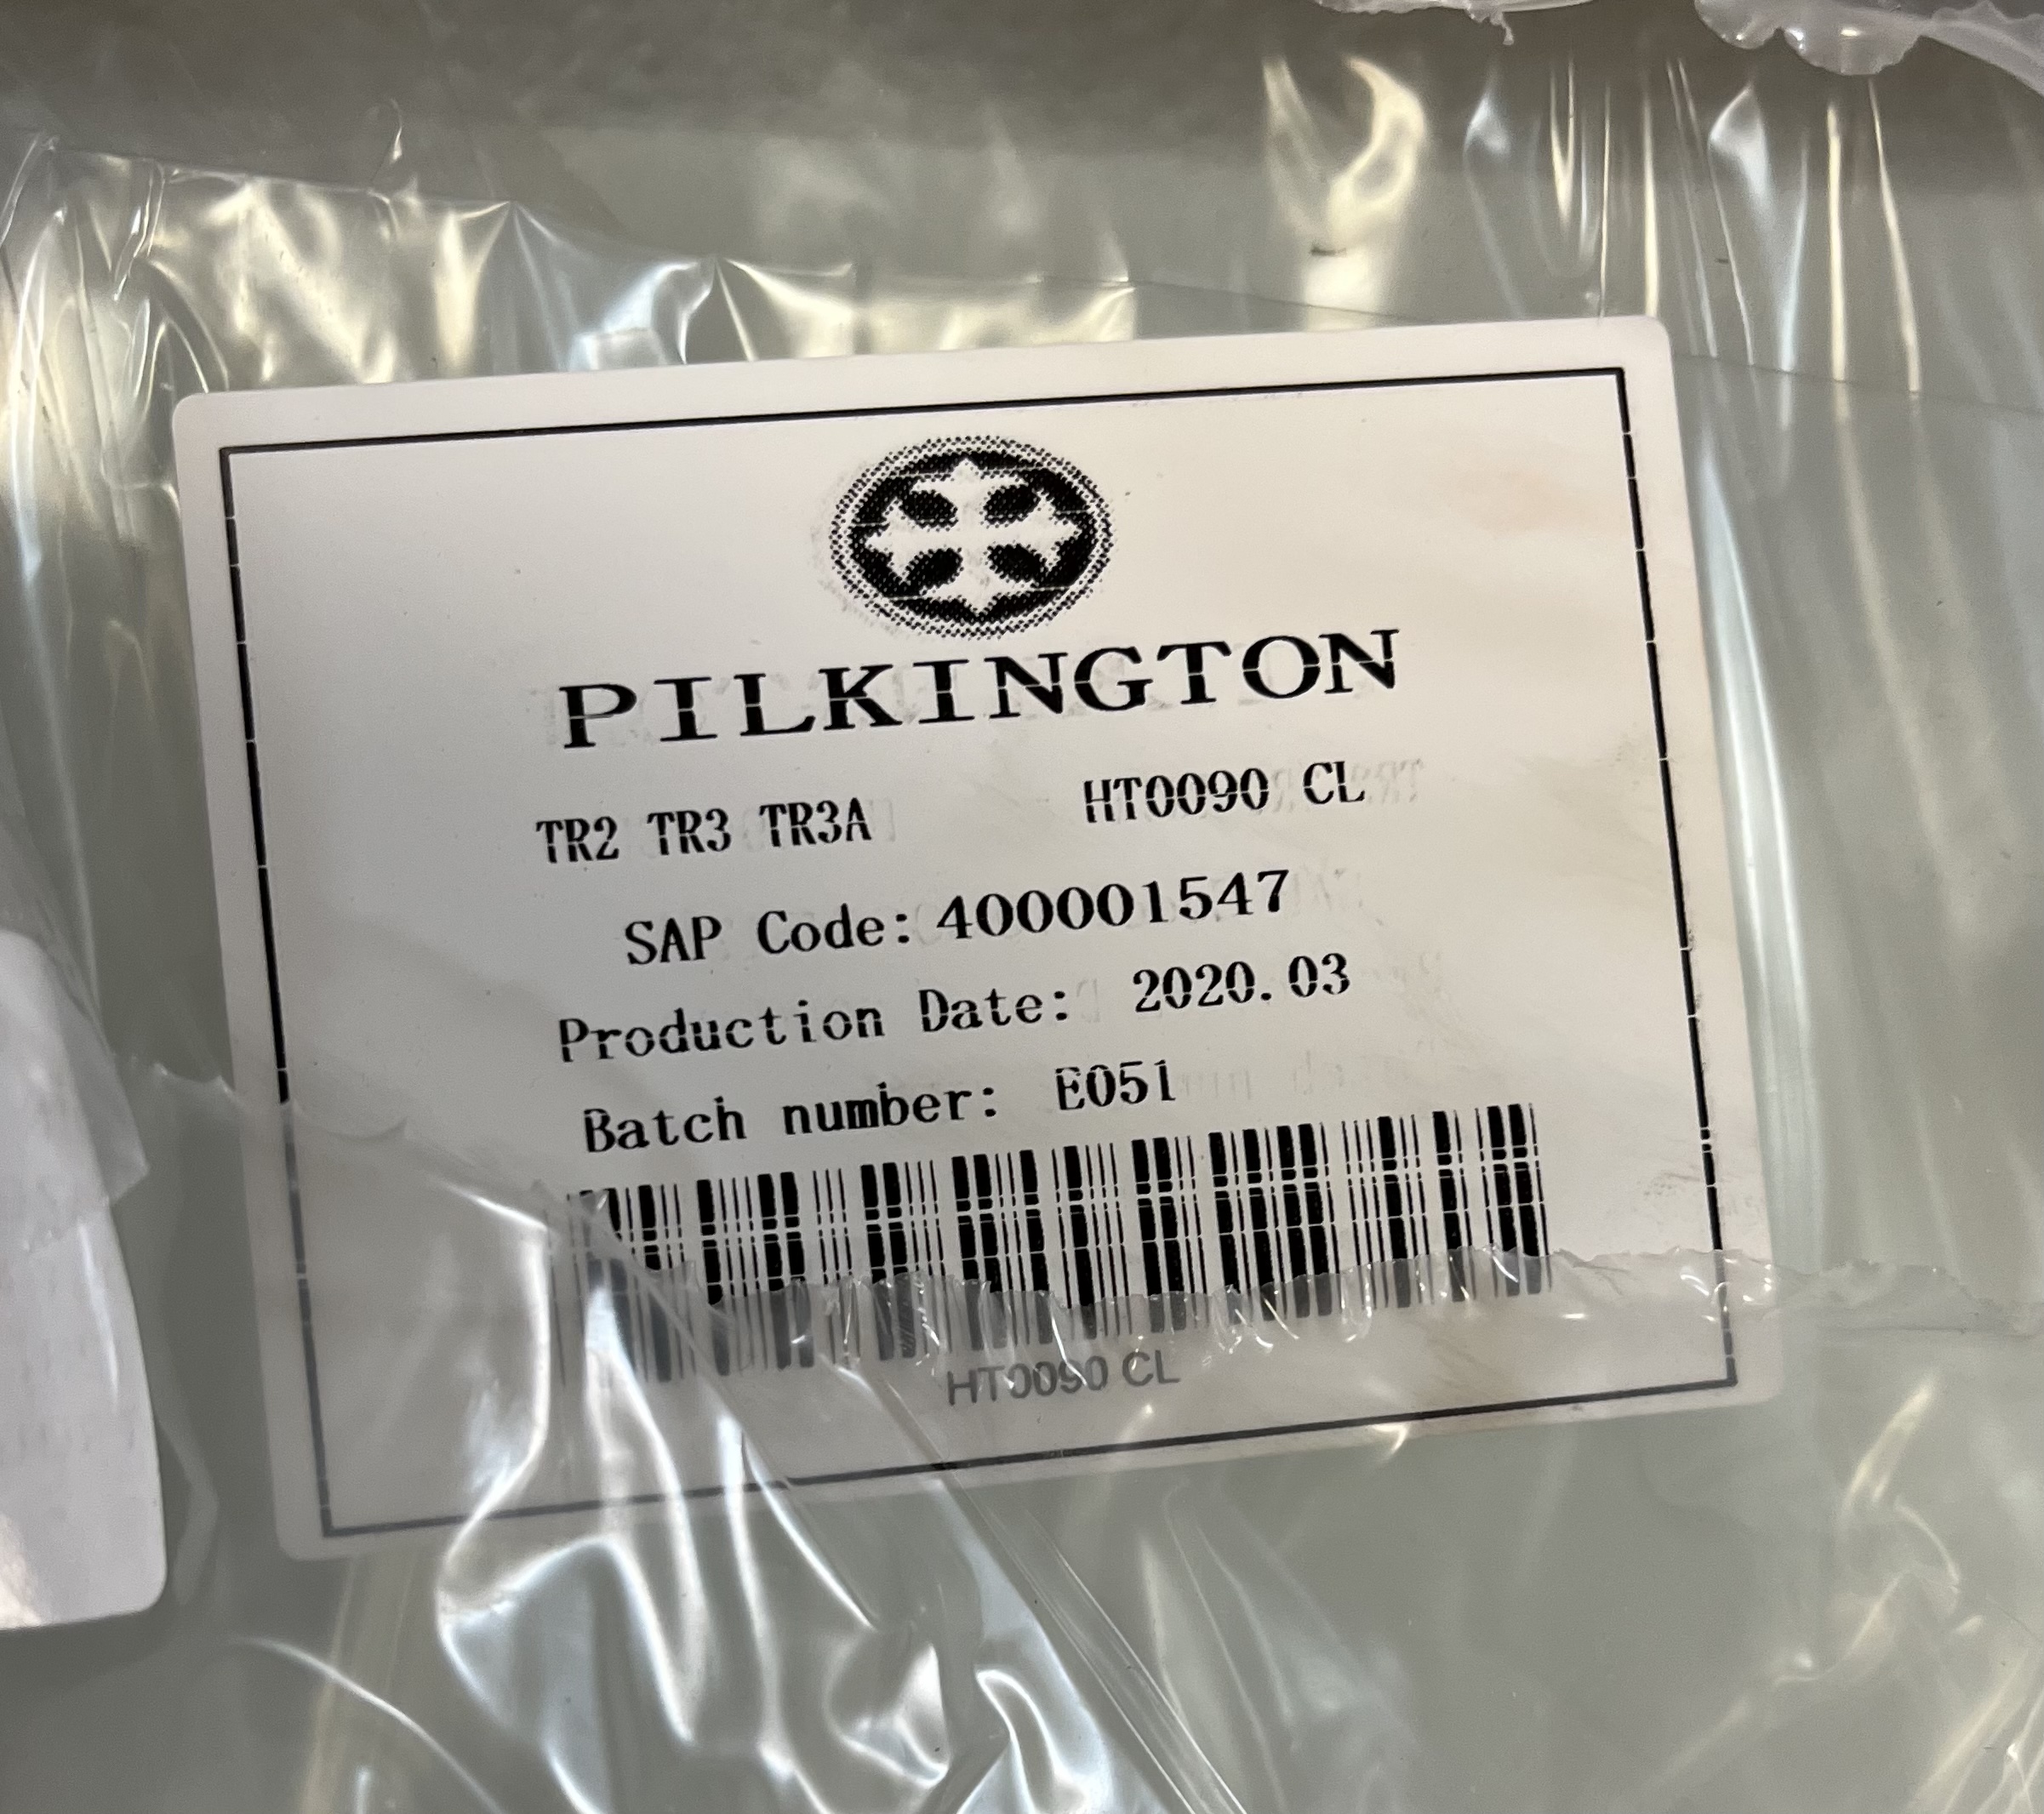 PILKINGTON
TR2 TR3 TR3A HT0090 CL
SAP Code: 400001547
Production Date: 2020.03
Batch number: E051
HT0090 CL